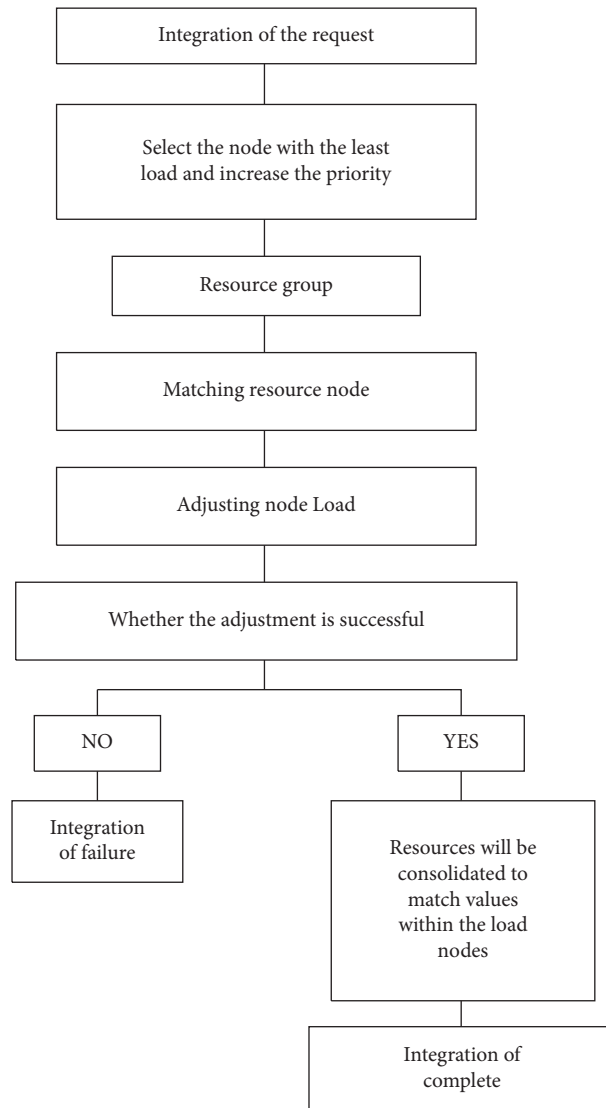 Integration of the request
Select the node with the least
load and increase the priority
Resource group
Matching resource node
Adjusting node Load
Whether the adjustment is successful
NO
YES
Integration
of failure
Resources will be
consolidated to
match values
within the load
nodes
Integration of
complete